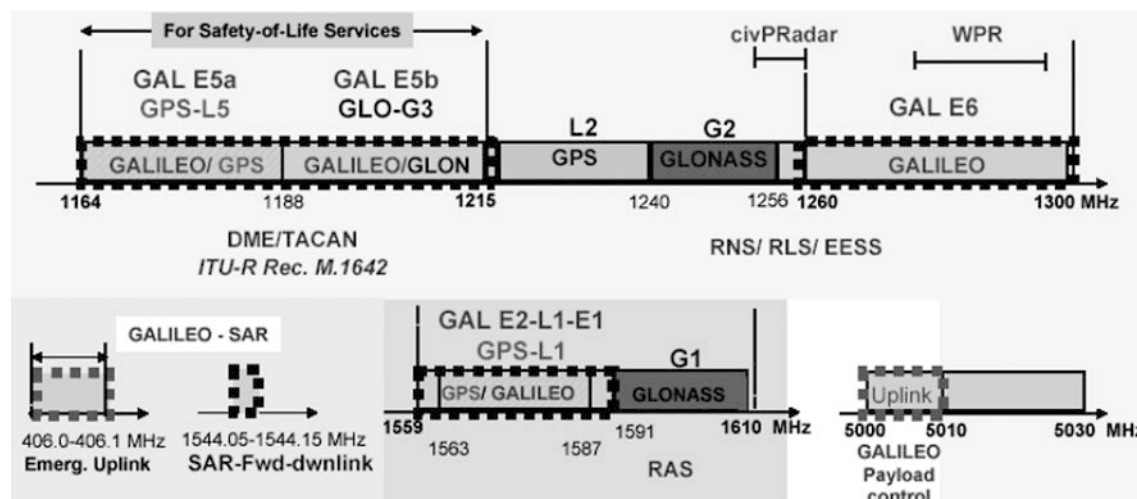 For Safety-of-Life Services
civPRadar
WPR
GAL E5a
GPS-L5
GAL E5b
GLO-G3
GAL E6
L2
G2
GALILEO/ GPS
GALILEO/GLON
GPS
GLONASS
GALILEO
1164
1188
1215
1240
1256
1260
1300 MHz
DME/TACAN
ITU-R Rec. M.1642
RNS/ RLS/ EESS
GALILEO - SAR
406.0-406.1 MHz
Emerg. Uplink
1544.05-1544.15 MHz
SAR-Fwd-dwnlink
GAL E2-L1-E1
GPS-L1
G1
GPS/ GALILEO
GLONASS
1559
1563
1587
1591
1610 MHz
RAS
Uplink
5000
5010
5030 MHz
GALILEO
Payload
control